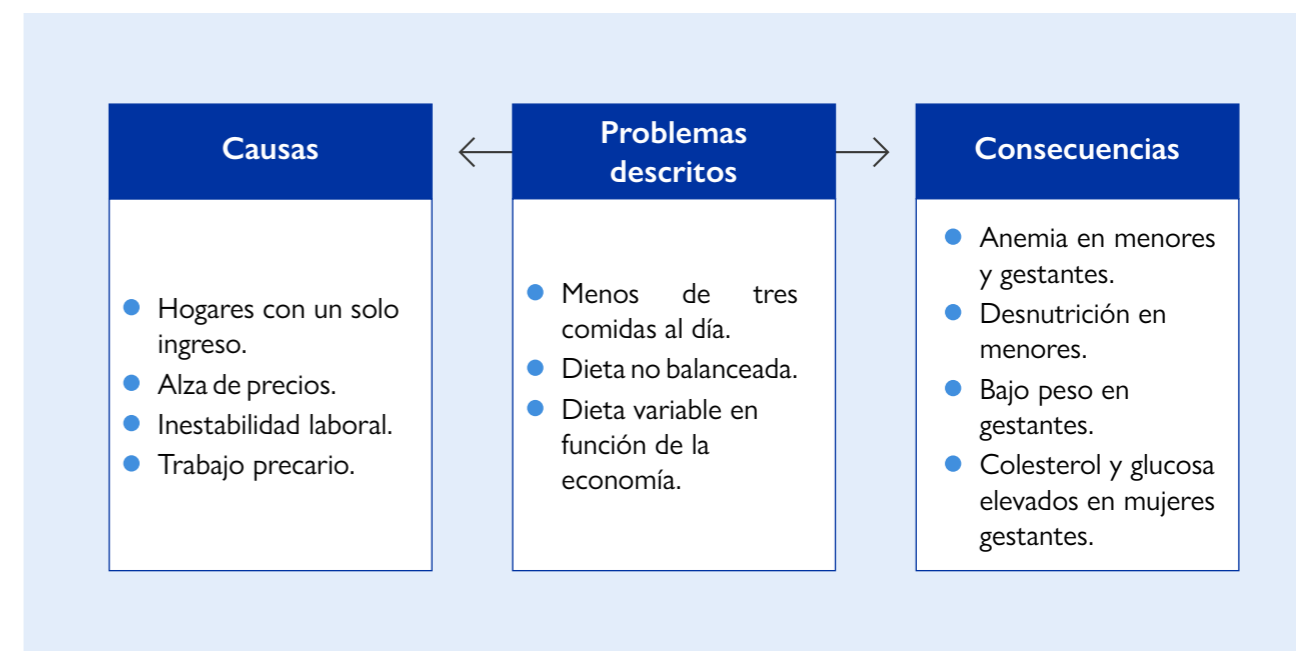 Causas
Hogares con un solo
ingreso.
Alza de precios.
Inestabilidad laboral.
Trabajo precario.
Problemas
descritos
Menos de tres
comidas al día.
Dieta no balanceada.
Dieta variable en
función de la
economía.
Consecuencias
Anemia en menores
y gestantes.
Desnutrición en
menores.
Bajo peso en
gestantes.
Colesterol y glucosa
elevados en mujeres
gestantes.